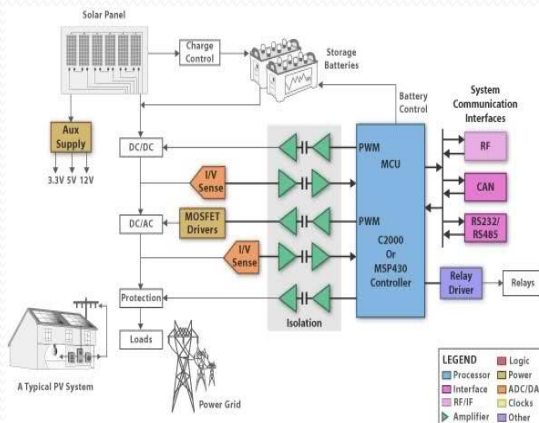 Solar Panel
Charge
Control
Storage
Batteries
Battery
Control
System
Communication
Interfaces
Aux
Supply
3.3V 5V 12V
DC/DC
I/V
Sense
DC/AC
MOSFET
Drivers
I/V
Sense
Protection
Loads
Isolation
PWM
MCU
PWM
C2000
Or
MSP430
Controller
RF
CAN
RS232/
RS485
Relay
Driver
Relays
A Typical PV System
Power Grid
LEGEND
Processor
Interface
RF/IF
Amplifier
Logic
Power
ADC/DA
Clocks
Other